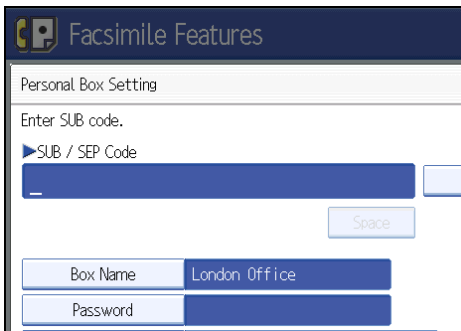 Facsimile Features
Personal Box Setting
Enter SUB code.
►SUB / SEP Code
_
Space
Box Name London Office
Password